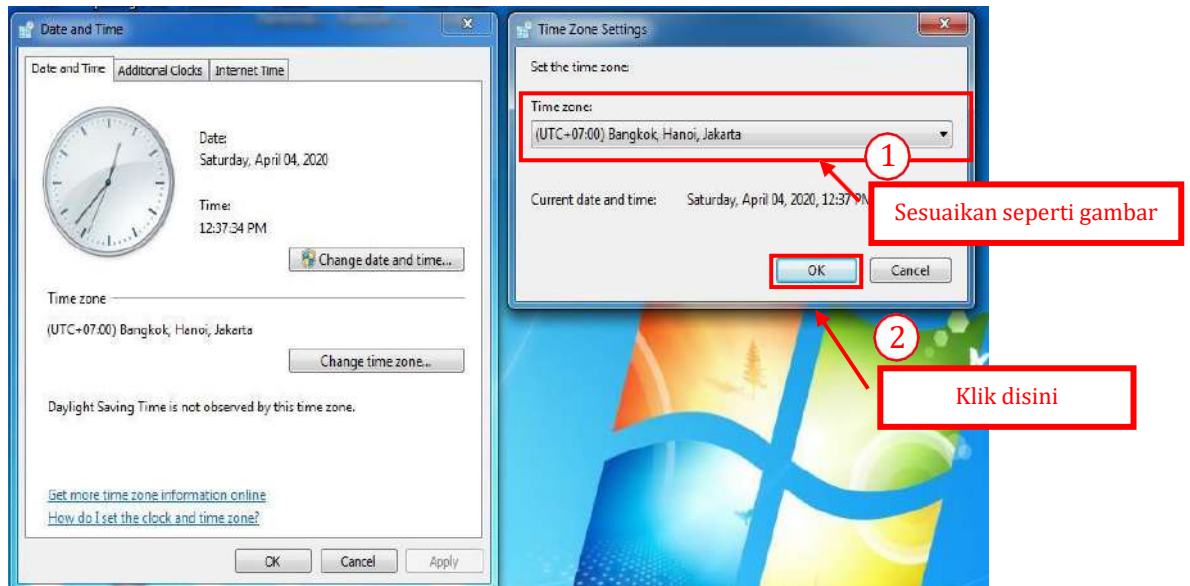 Date and Time
Date and Time
Additional Clocks
Internet Time
Date:
Saturday, April 04, 2020
Time:
12:37:34 PM
Change date and time...
Time zone
(UTC+07:00) Bangkok, Hanoi, Jakarta
Change time zone...
Daylight Saving Time is not observed by this time zone.
Get more time zone information online
How do I set the clock and time zone?
OK
Cancel
Apply
Time Zone Settings
Set the time zone:
Time zone:
(UTC+07:00) Bangkok, Hanoi, Jakarta
1
Sesuaikan seperti gambar
Current date and time:
Saturday, April 04, 2020, 12:37 PM
OK
Cancel
2
Klik disini